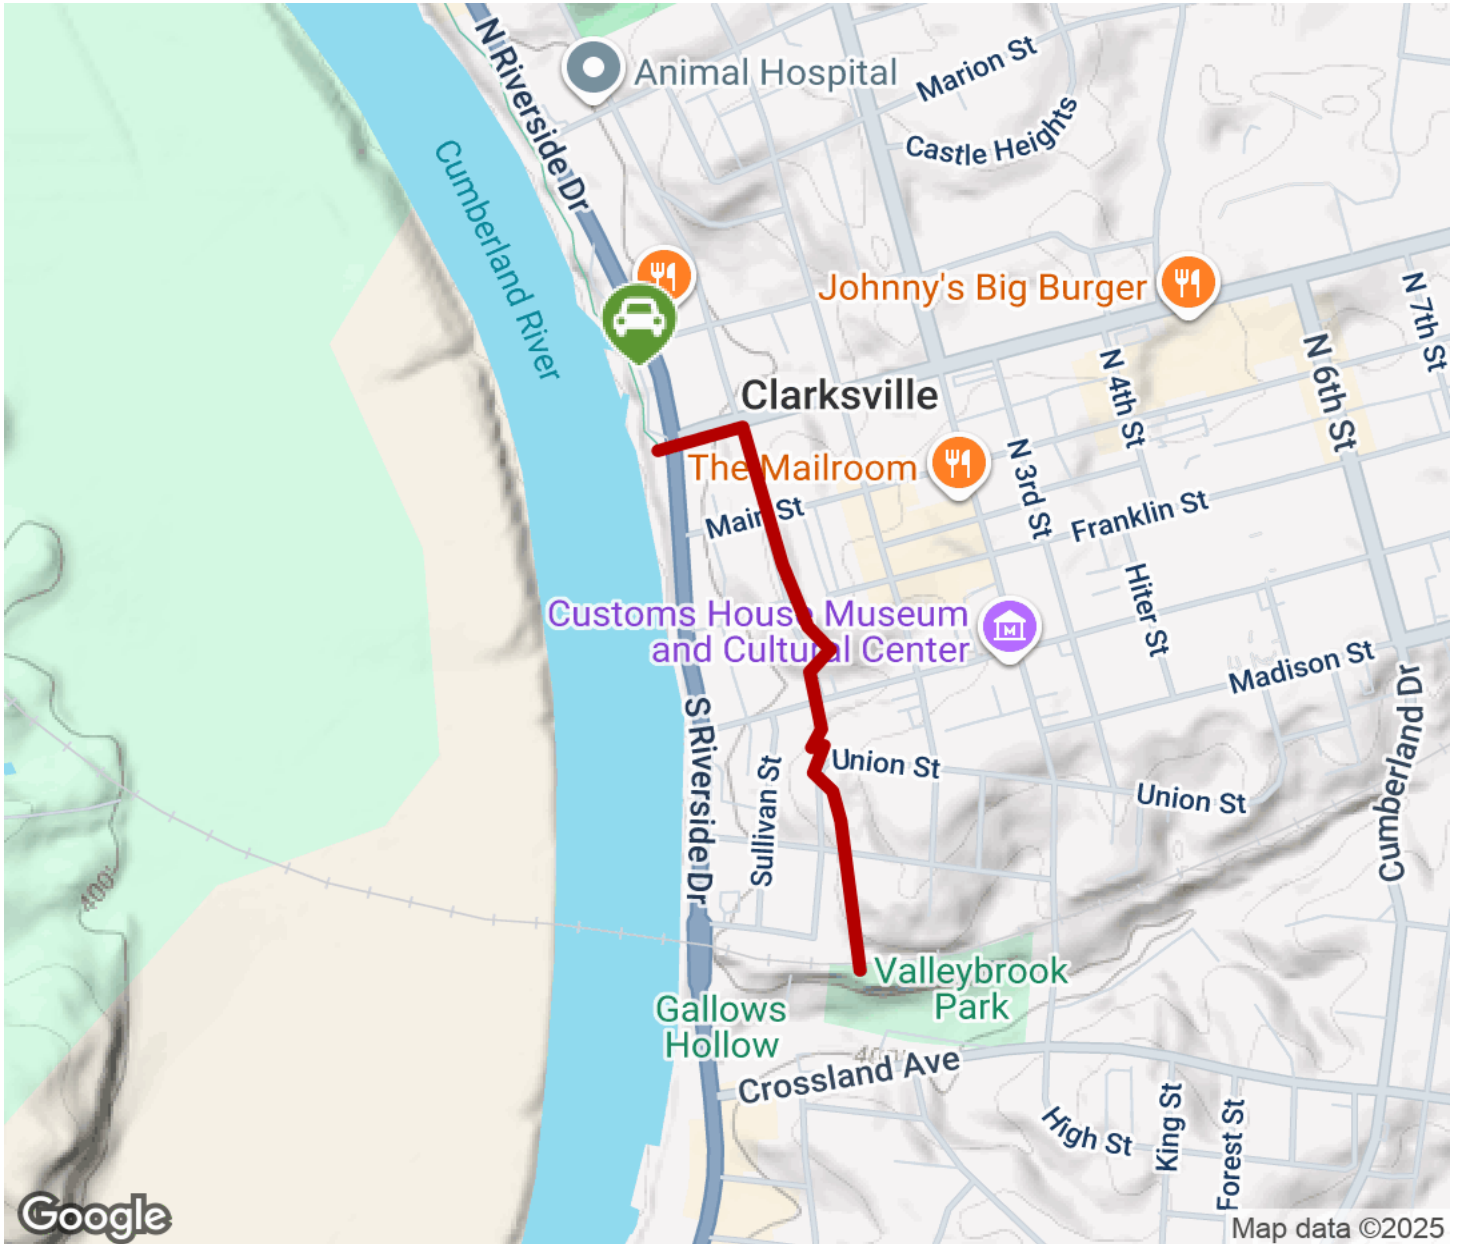 N Riverside Dr
Animal Hospital
Marion St
Castle Heights
Cumberland River
Johnny's Big Burger
N 7th St
N 6th St
N 4th St
Clarksville
The Mailroom
N 3rd St
Main St
Franklin St
Hiter St
Customs House Museum
and Cultural Center
Madison St
Cumberland Dr
S Riverside Dr
Sullivan St
Union St
Union St
400'
Valleybrook
Park
Gallows
Hollow
Crossland Ave
High St
King St
Forest St
Google
Map data ©2025